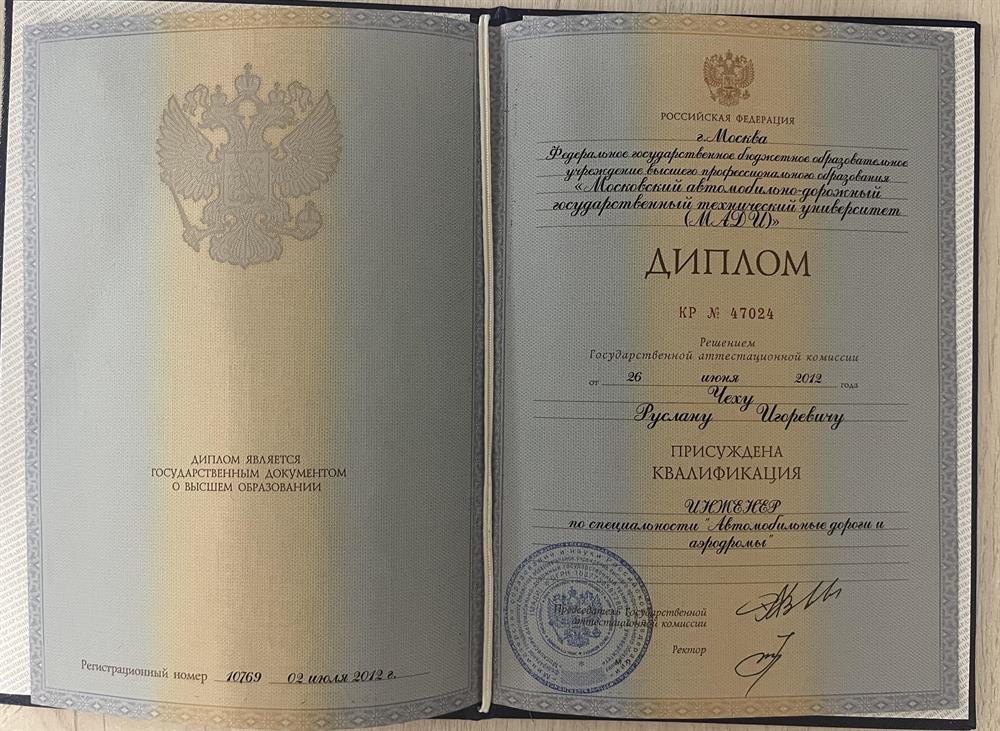 ДИПЛОМ ЯВЛЯЕТСЯ
ГОСУДАРСТВЕННЫМ ДОКУМЕНТОМ
О ВЫСШЕМ ОБРАЗОВАНИИ
Регистрационный номер 10769 02 июля 2012 г.
РОССИЙСКАЯ ФЕДЕРАЦИЯ
г.Москва
Федеральное государственное бюджетное образовательное
учреждение высшего профессионального образования
«Московский автомобильно-дорожный
государственный технический университет
(МАДИ)»
ДИПЛОМ
КР № 47024
Решением
Государственной аттестационной комиссии
от 26 июня 2012 года
Чеху
Руслану Игоревичу
ПРИСУЖДЕНА
КВАЛИФИКАЦИЯ
ИНЖЕНЕР
по специальности "Автомобильные дороги и
аэродромы"
Председатель Государственной
аттестационной комиссии
Ректор